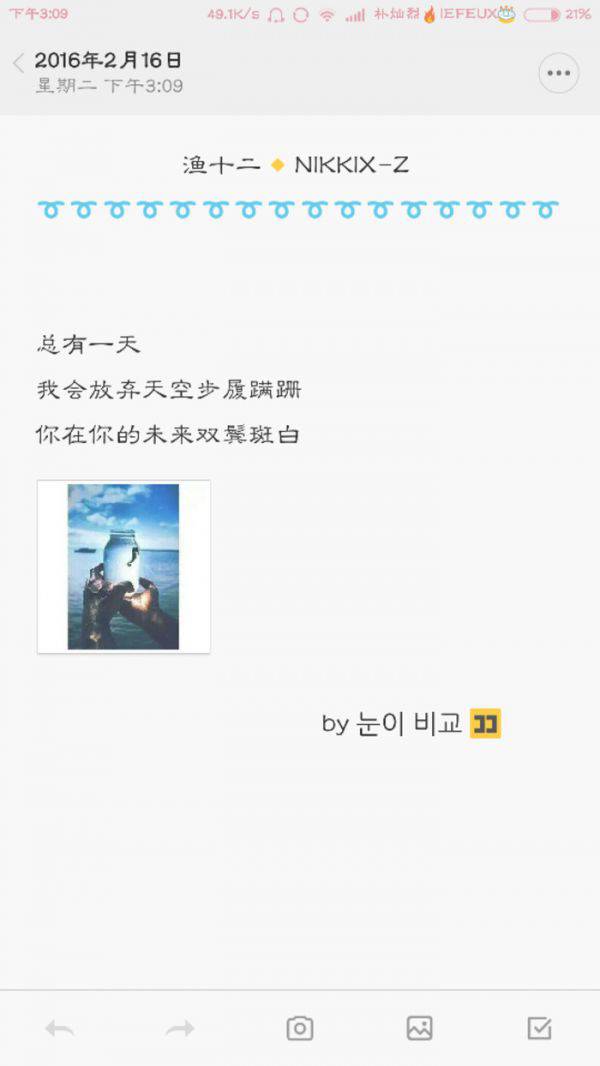 下午3:09 49.1K/s 朴灿烈🔥IEFEUX 21%
2016年2月16日
星期二 下午3:09
渔十二🔸NIKKIX-Z
➰➰➰➰➰➰➰➰➰➰➰➰➰➰➰➰
总有一天
我会放弃天空步履蹒跚
你在你的未来双鬓斑白
by 눈이 비교 🈁